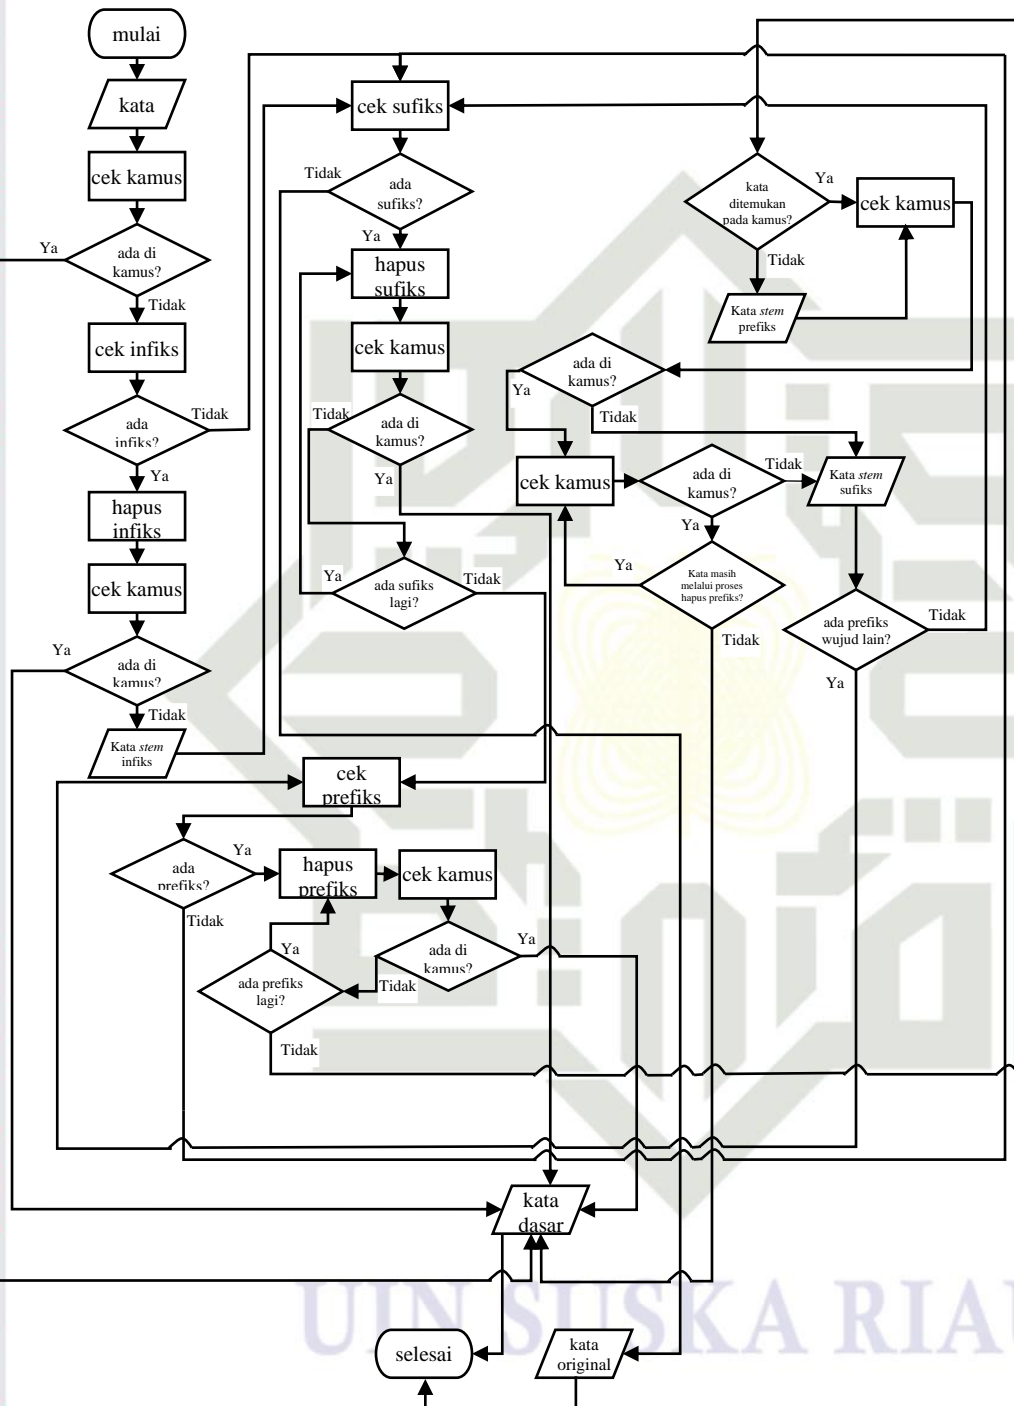 mulai
kata
cek kamus
Ya
ada di
kamus?
Tidak
cek infiks
ada
infiks?
Tidak
Ya
hapus
infiks
cek kamus
Ya
ada di
kamus?
Tidak
Kata stem
infiks
cek sufiks
Tidak
ada
sufiks?
Ya
hapus
sufiks
cek kamus
Tidak
ada di
kamus?
Ya
Ya
ada sufiks
lagi?
Tidak
cek
prefiks
ada
prefiks?
Ya
Tidak
hapus
prefiks
cek kamus
ada di
kamus?
Ya
Tidak
Ya
ada prefiks
lagi?
Tidak
kata
ditemukan
pada kamus?
Ya
cek kamus
Tidak
Kata stem
prefiks
ada di
kamus?
Ya
Tidak
cek kamus
ada di
kamus?
Tidak
Kata stem
sufiks
Ya
Ya
Kata masih
melalui proses
hapus prefiks?
Tidak
ada prefiks
wujud lain?
Tidak
Ya
kata
dasar
selesai
kata
original
UIN SUSKA RIAU